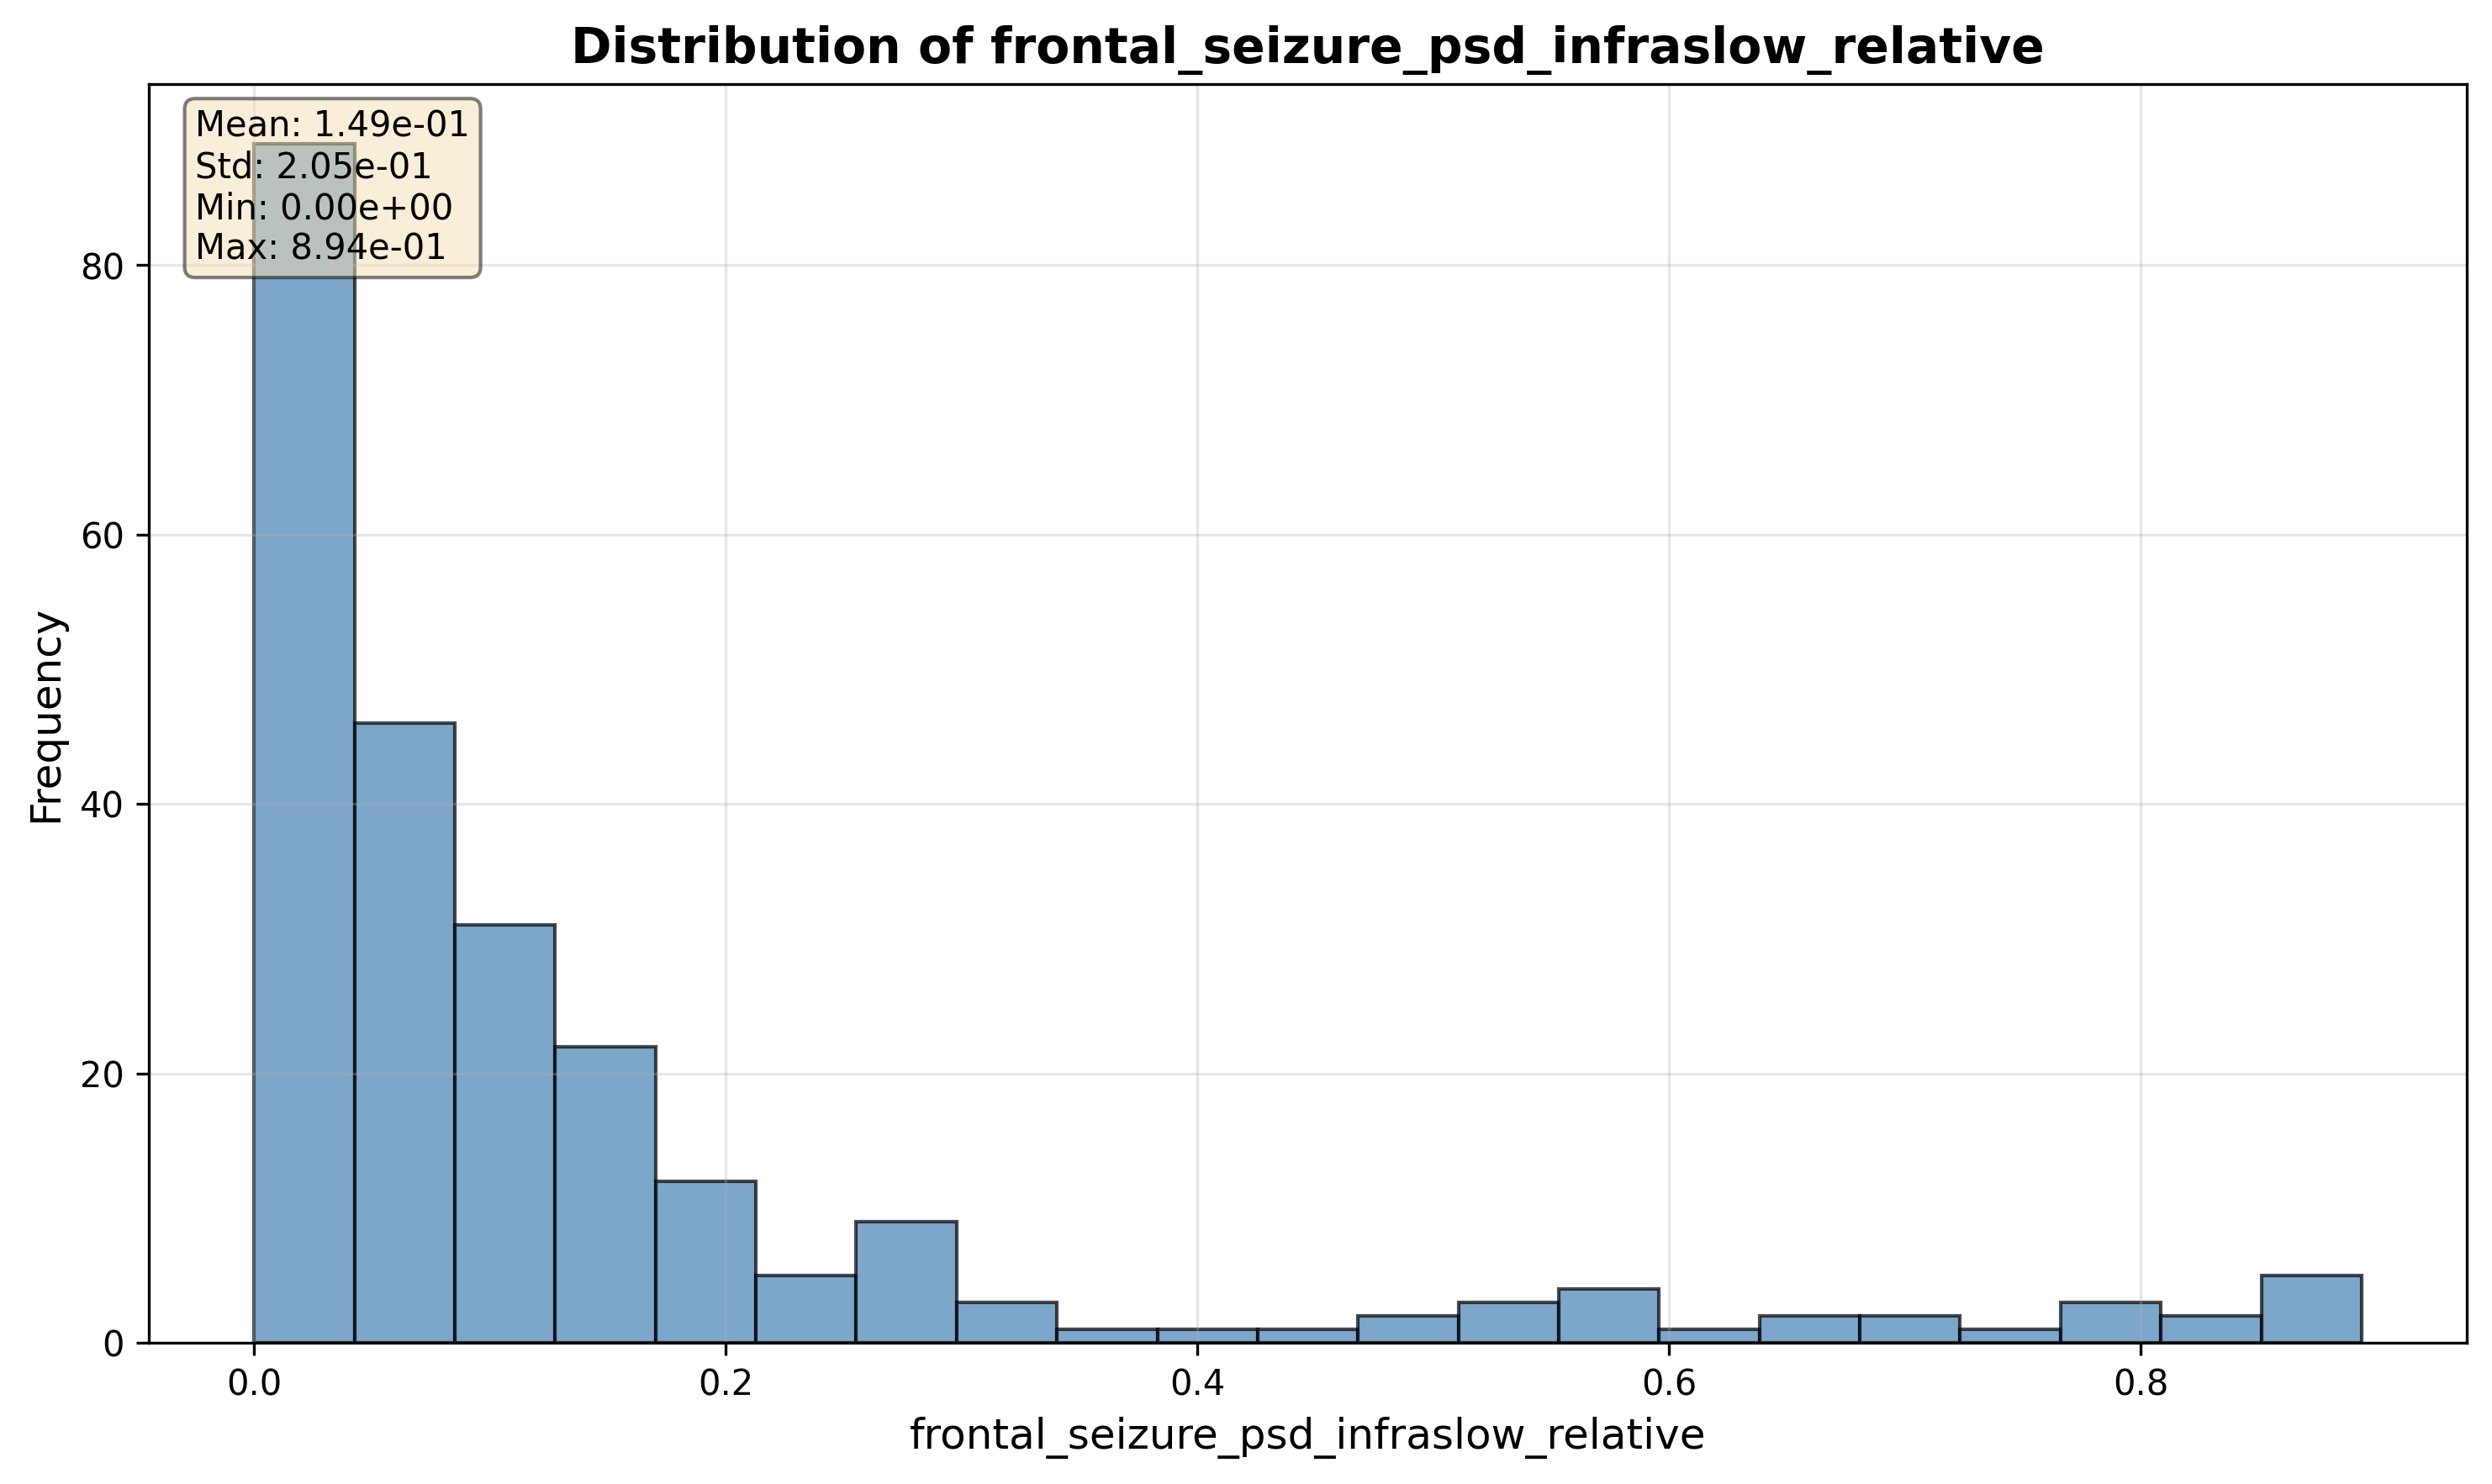 Distribution of frontal_seizure_psd_infraslow_relative
Mean: 1.49e-01
Std: 2.05e-01
Min: 0.00e+00
Max: 8.94e-01
80
60
40
20
0
Frequency
0.0 0.2 0.4 0.6 0.8
frontal_seizure_psd_infraslow_relative